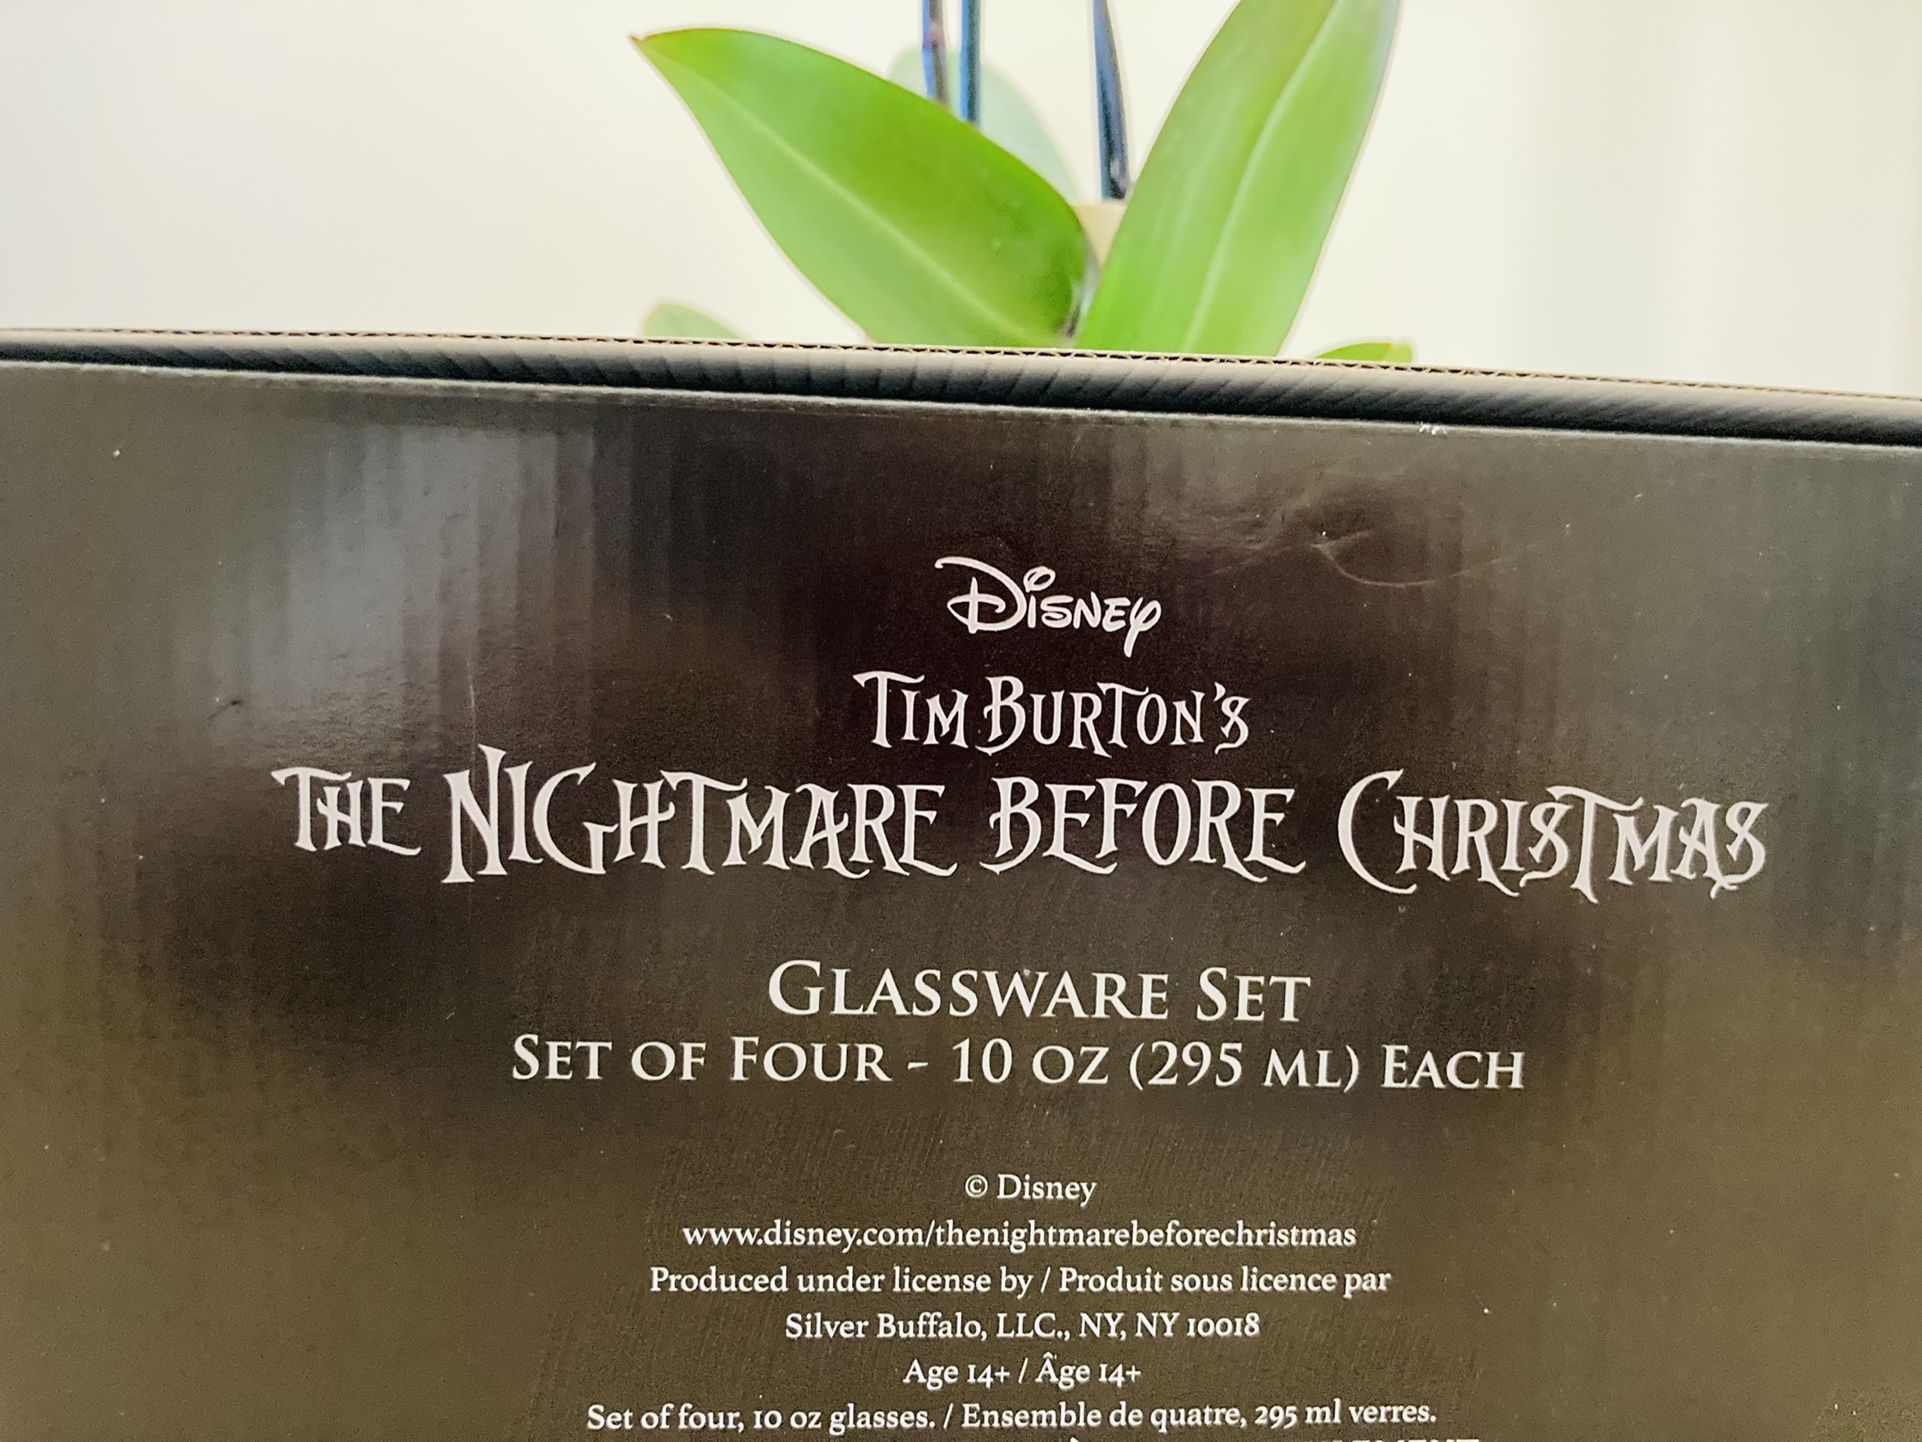 Disney
Tim Burton's
The Nightmare Before Christmas
Glassware Set
Set of Four - 10 oz (295 ml) Each
© Disney
www.disney.com/thenightmarebeforechristmas
Produced under license by / Produit sous licence par
Silver Buffalo, LLC., NY, NY 10018
Age 14+ / Âge 14+
Set of four, 10 oz glasses. / Ensemble de quatre, 295 ml verres.